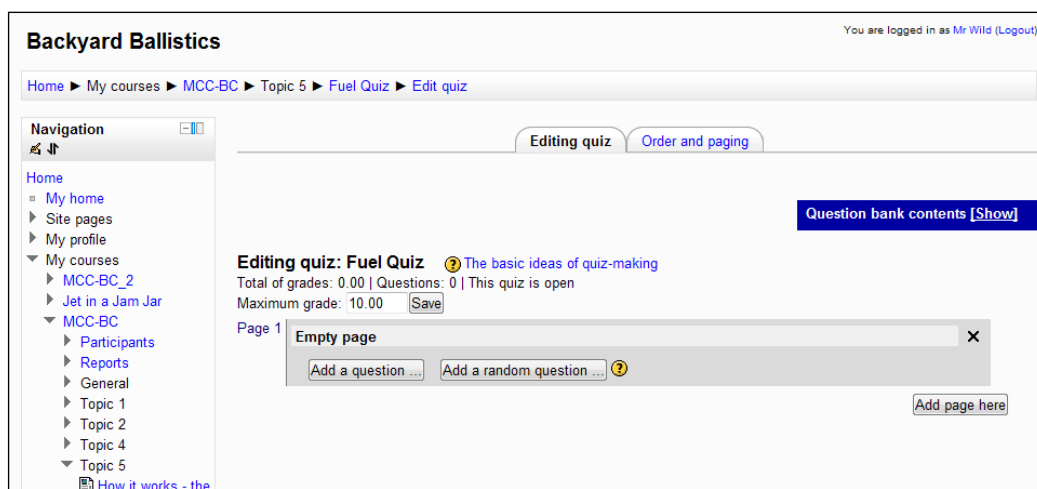 Backyard Ballistics
You are logged in as Mr Wild (Logout)
Home ► My courses ► MCC-BC ► Topic 5 ► Fuel Quiz ► Edit quiz
Navigation
Home
My home
Site pages
My profile
My courses
MCC-BC_2
Jet in a Jam Jar
MCC-BC
Participants
Reports
General
Topic 1
Topic 2
Topic 4
Topic 5
How it works - the
Editing quiz
Order and paging
Question bank contents [Show]
Editing quiz: Fuel Quiz ? The basic ideas of quiz-making
Total of grades: 0.00 | Questions: 0 | This quiz is open
Maximum grade: 10.00 Save
Page 1
Empty page
Add a question ... Add a random question ... ?
Add page here